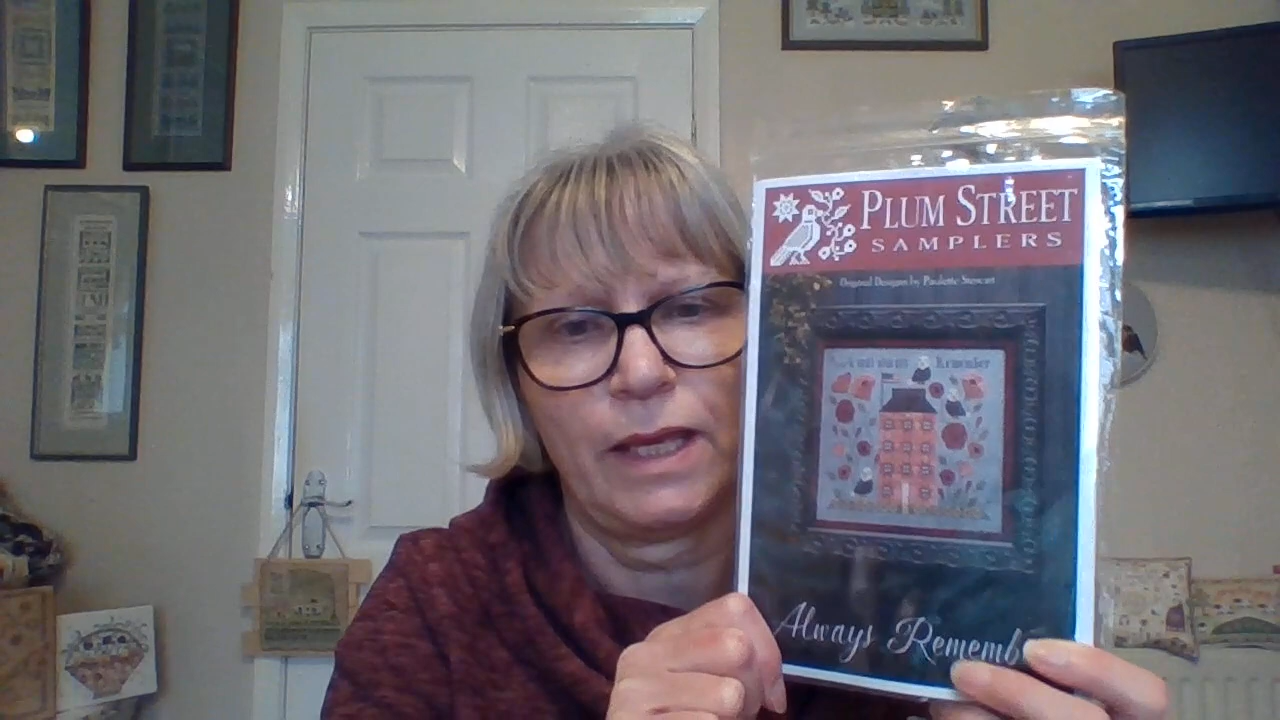 PLUM STREET
SAMPLERS
Original Designs by Paulette Stewart
Remember
Always Rememb